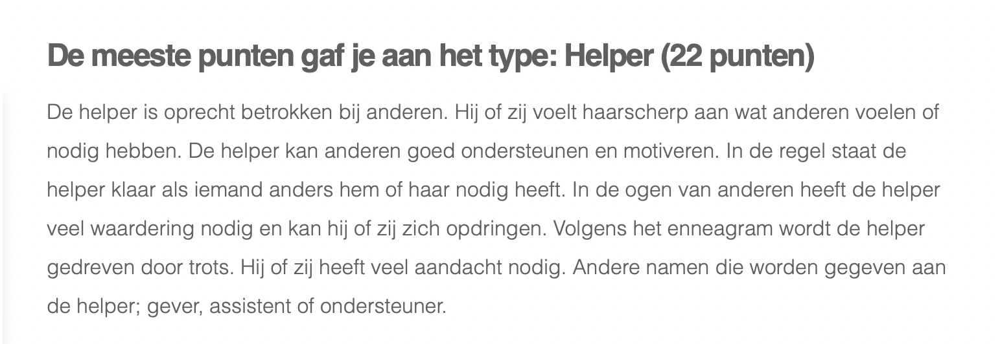 De meeste punten gaf je aan het type: Helper (22 punten)
De helper is oprecht betrokken bij anderen. Hij of zij voelt haarscherp aan wat anderen voelen of
nodig hebben. De helper kan anderen goed ondersteunen en motiveren. In de regel staat de
helper klaar als iemand anders hem of haar nodig heeft. In de ogen van anderen heeft de helper
veel waardering nodig en kan hij of zij zich opdringen. Volgens het enneagram wordt de helper
gedreven door trots. Hij of zij heeft veel aandacht nodig. Andere namen die worden gegeven aan
de helper; gever, assistent of ondersteuner.